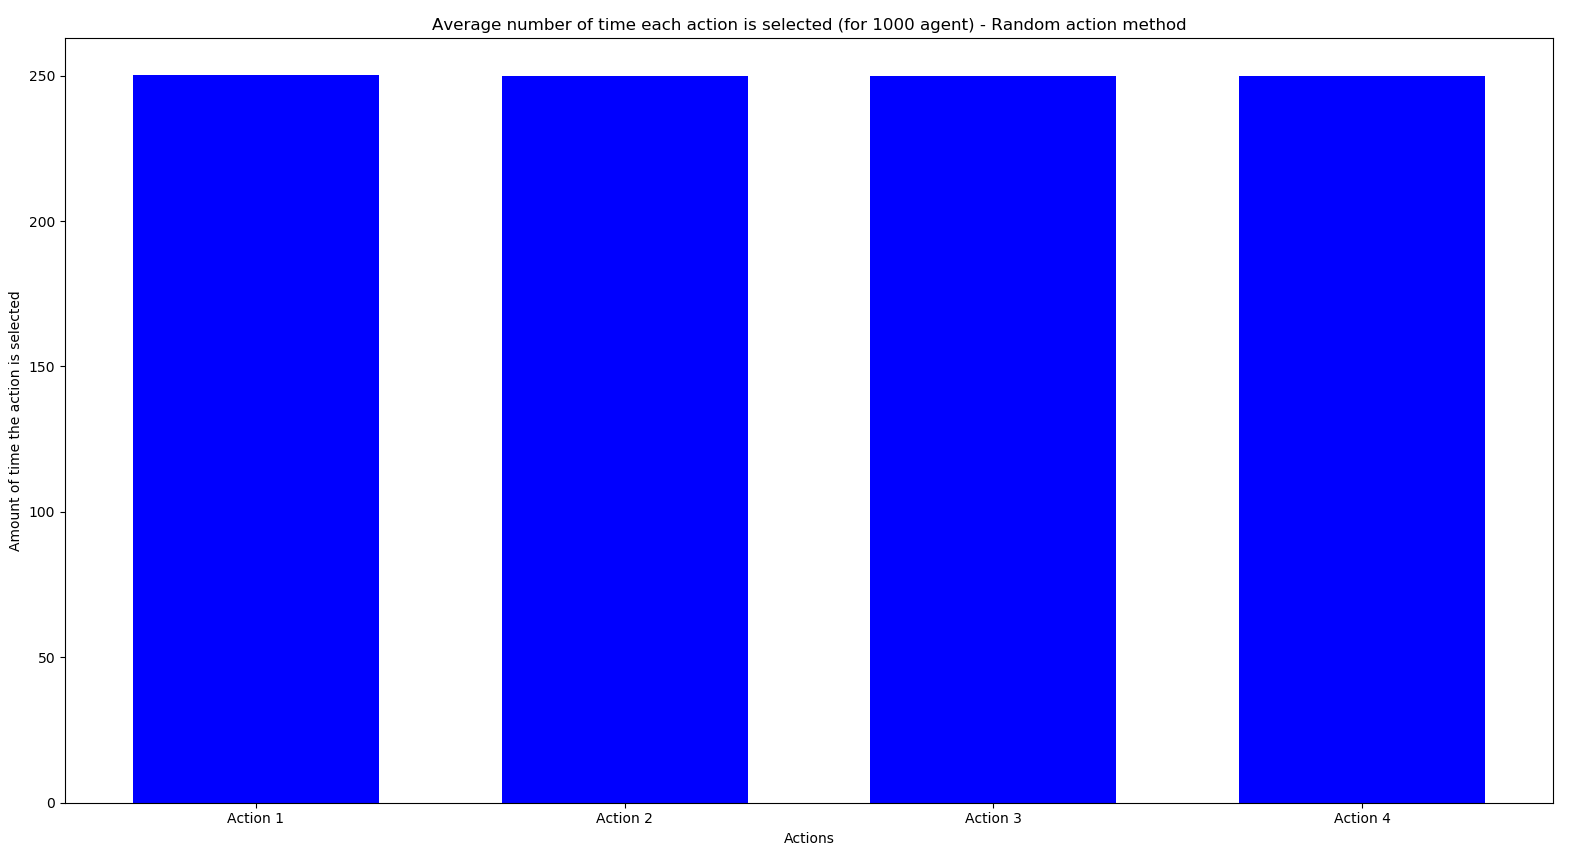 Average number of time each action is selected (for 1000 agent) - Random action method
Amount of time the action is selected
250
200
150
100
50
0
Action 1 Action 2 Action 3 Action 4
Actions